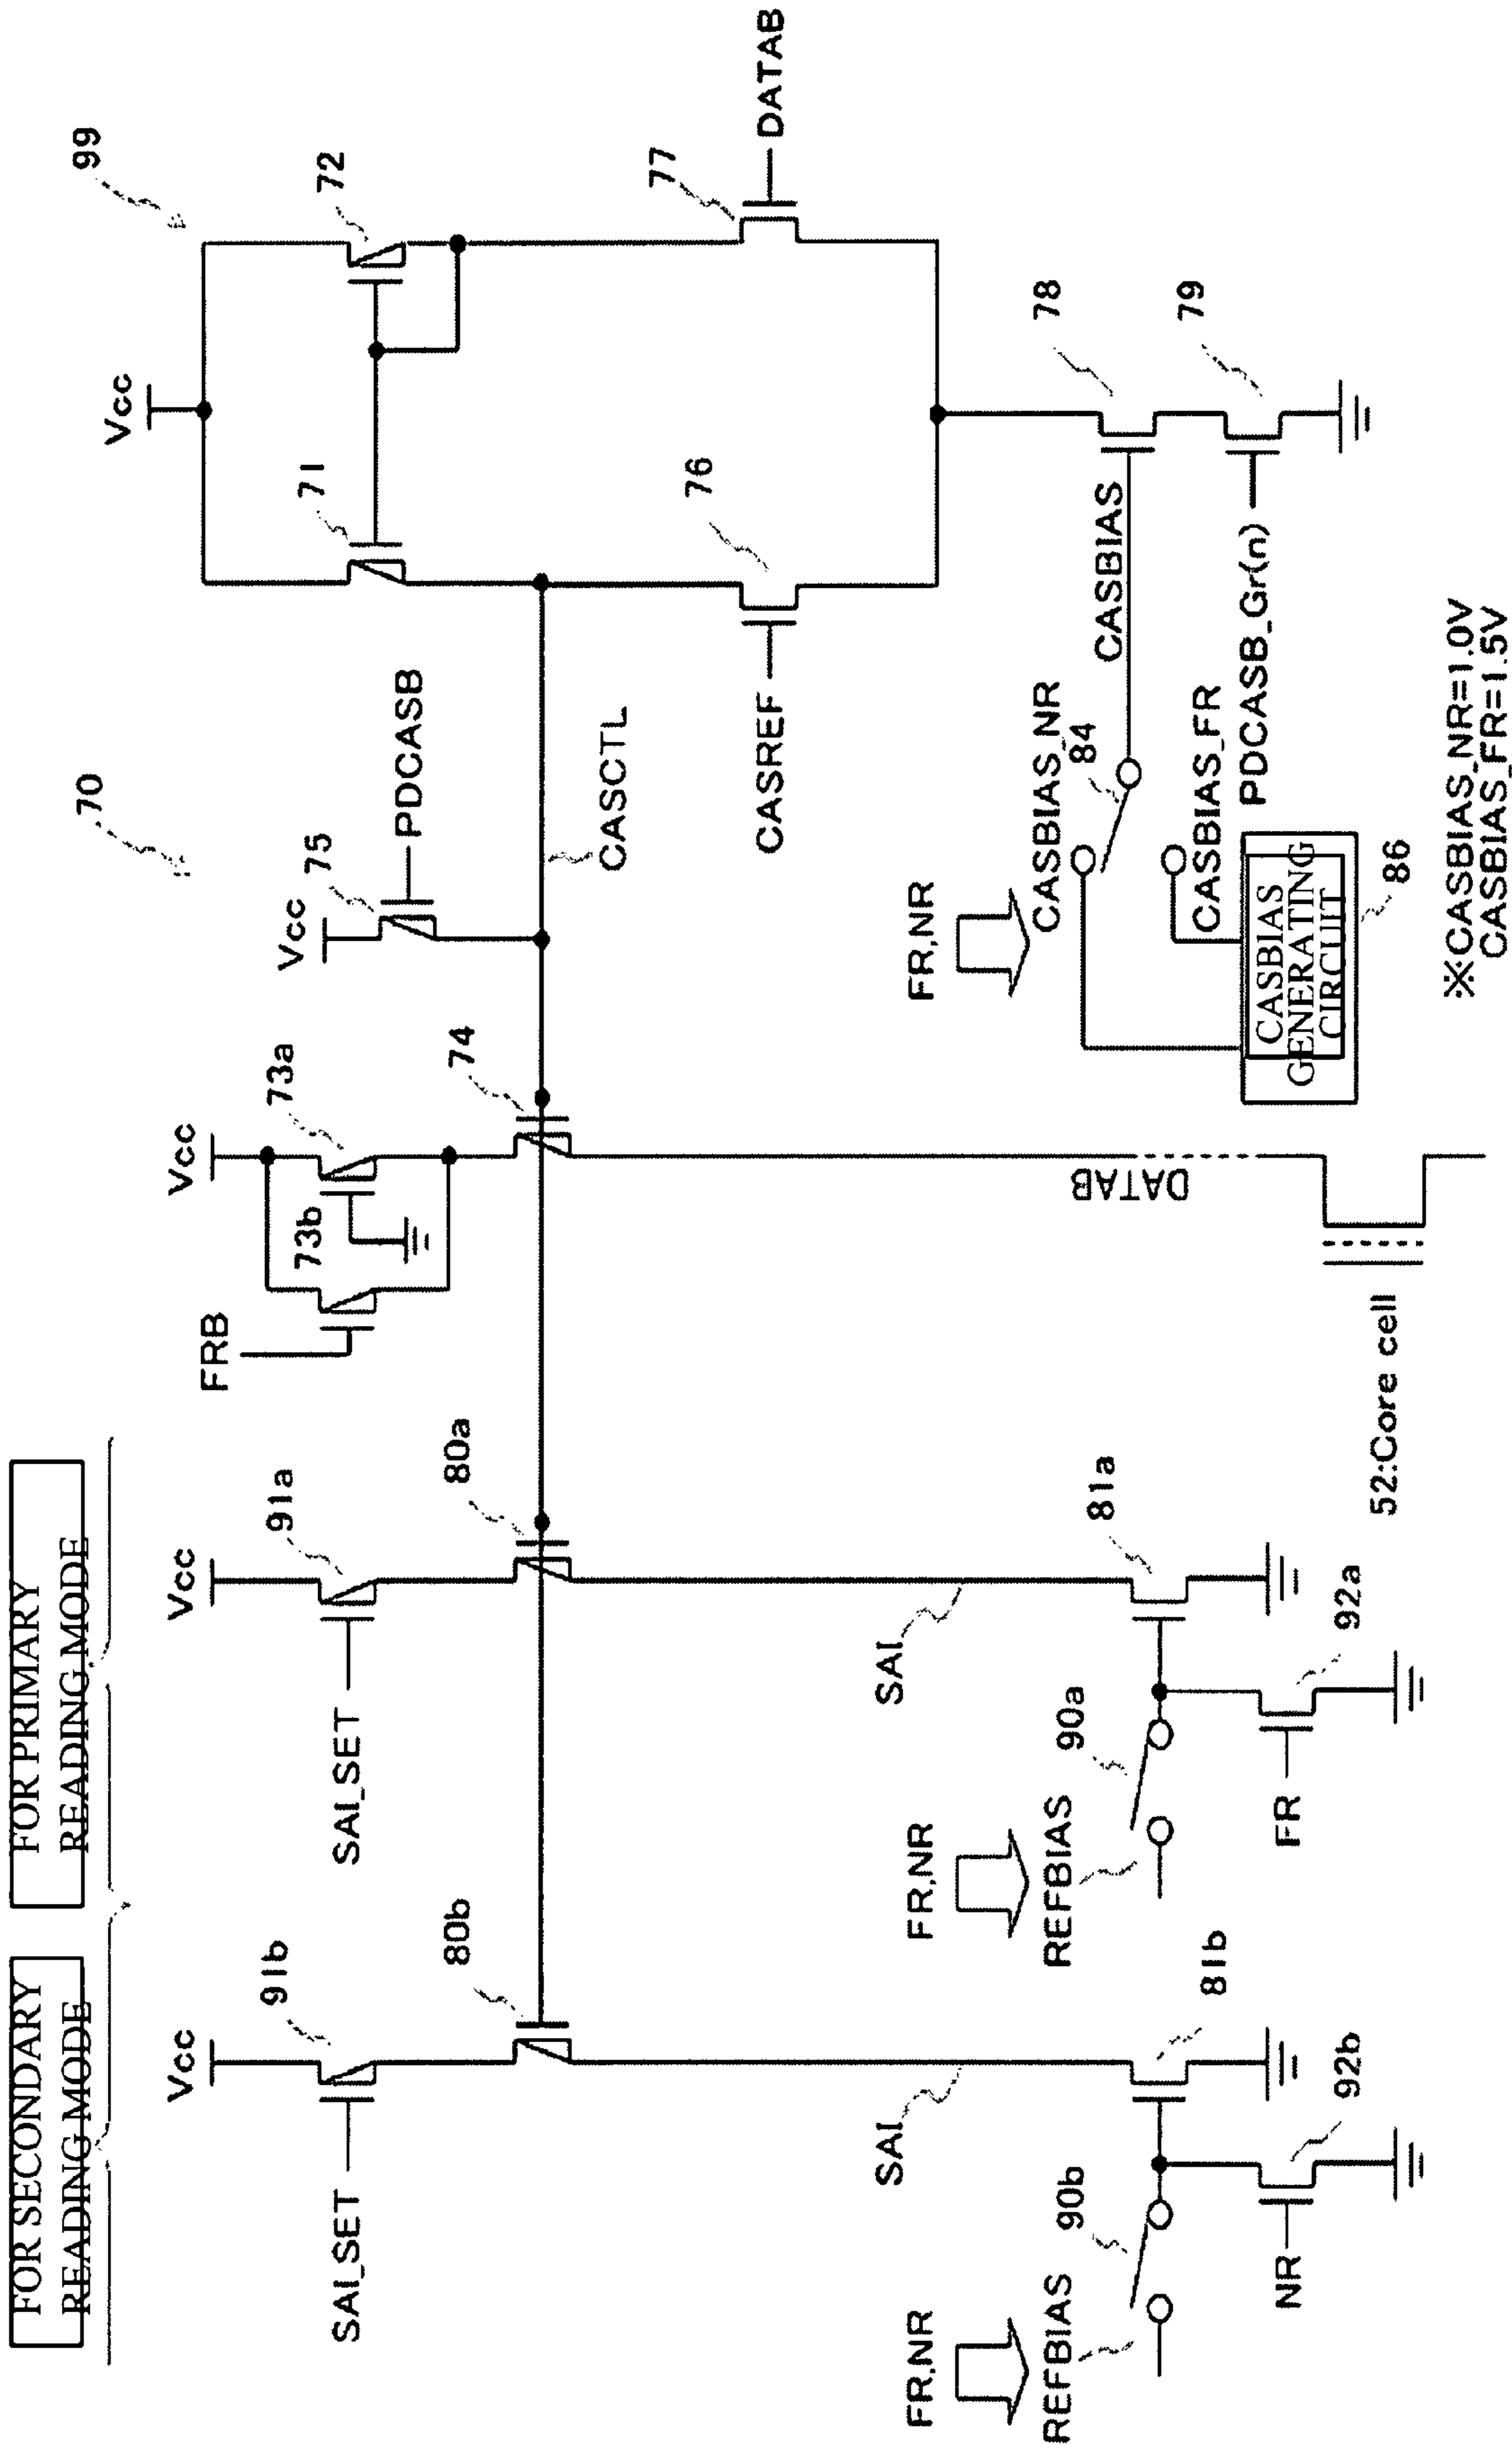 FOR SECONDARY
READING MODE
FOR PRIMARY
READING MODE
70
99
Vcc
91b
SAI_SET
80b
SAI
FR,NR
REFBIAS
90b
81b
NR
92b
Vcc
91a
SAI_SET
80a
SAI
FR,NR
REFBIAS
90a
81a
FR
92a
FRB
Vcc
73a
73b
74
DATAB
52:Core cell
Vcc
75
PDCASB
CASCTL
Vcc
71
72
76
77
CASREF
DATAB
FR,NR
CASBIAS_NR
84
CASBIAS
78
CASBIAS_FR
PDCASB_Gr(n)
79
CASBIAS
GENERATING
CIRCUIT
86
※CASBIAS_NR=1.0V
CASBIAS_FR=1.5V